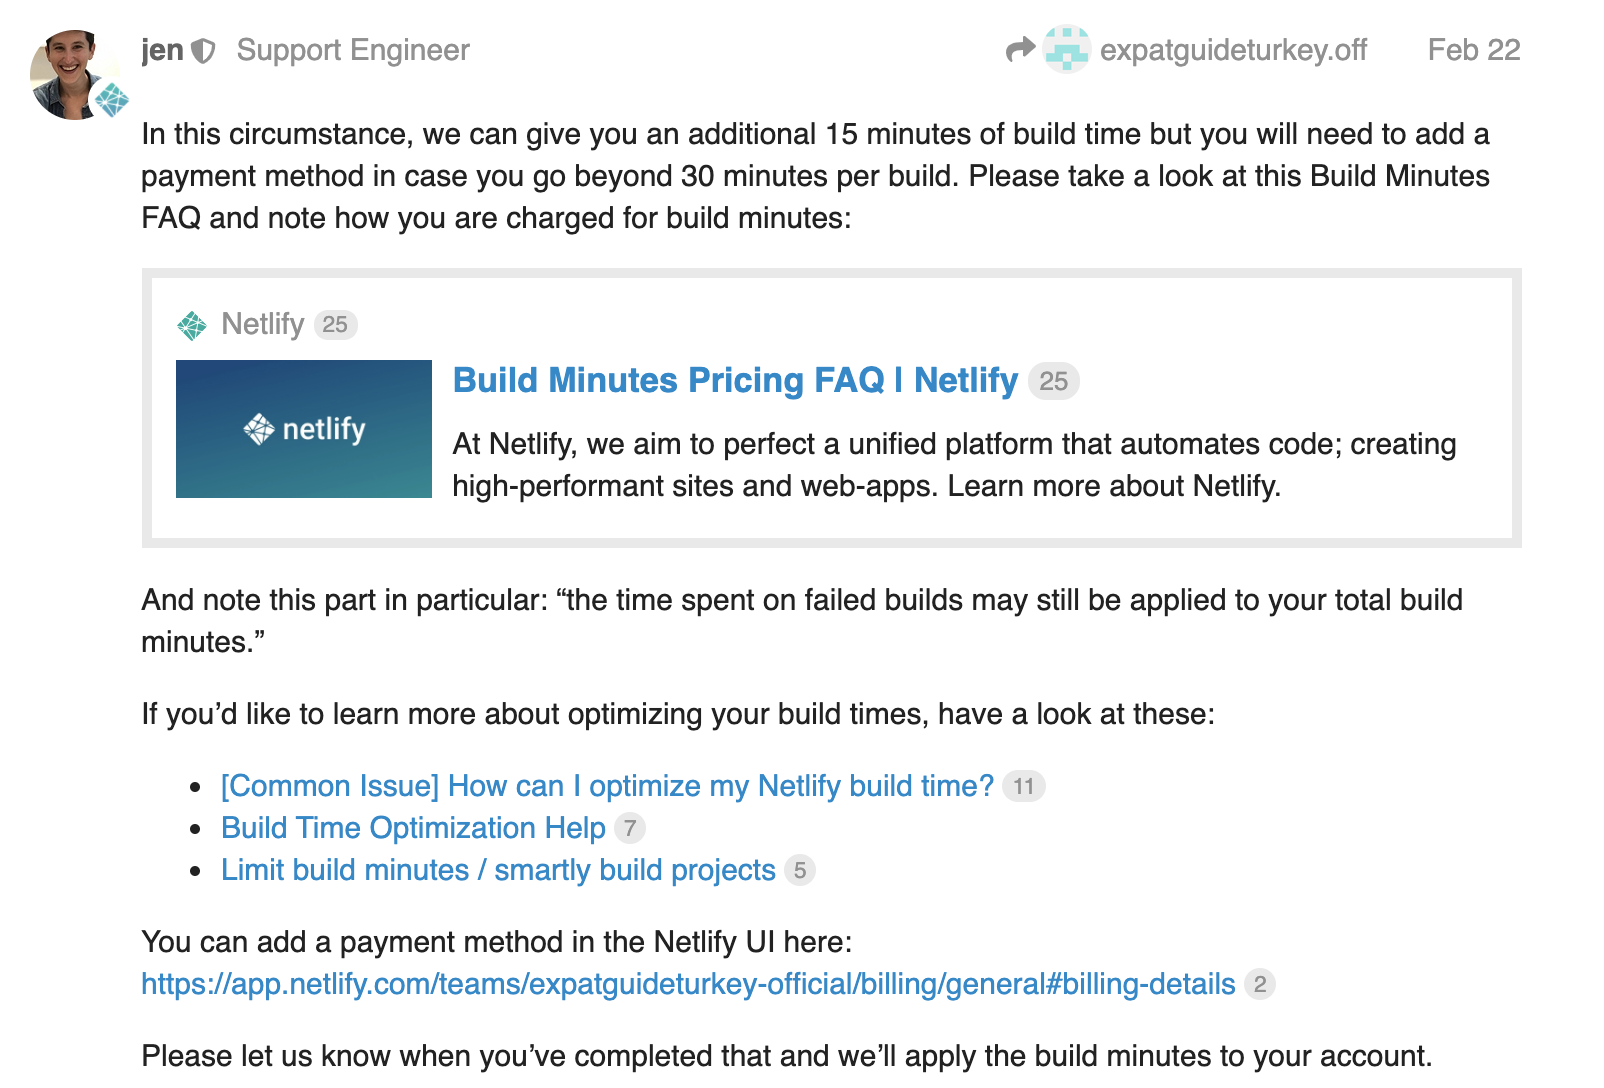 jen Support Engineer expatguideturkey.off Feb 22
In this circumstance, we can give you an additional 15 minutes of build time but you will need to add a
payment method in case you go beyond 30 minutes per build. Please take a look at this Build Minutes
FAQ and note how you are charged for build minutes:
Netlify 25
netlify
Build Minutes Pricing FAQ | Netlify 25
At Netlify, we aim to perfect a unified platform that automates code; creating
high-performant sites and web-apps. Learn more about Netlify.
And note this part in particular: “the time spent on failed builds may still be applied to your total build
minutes.”
If you’d like to learn more about optimizing your build times, have a look at these:
• [Common Issue] How can I optimize my Netlify build time? 11
• Build Time Optimization Help 7
• Limit build minutes / smartly build projects 5
You can add a payment method in the Netlify UI here:
https://app.netlify.com/teams/expatguideturkey-official/billing/general#billing-details 2
Please let us know when you’ve completed that and we’ll apply the build minutes to your account.